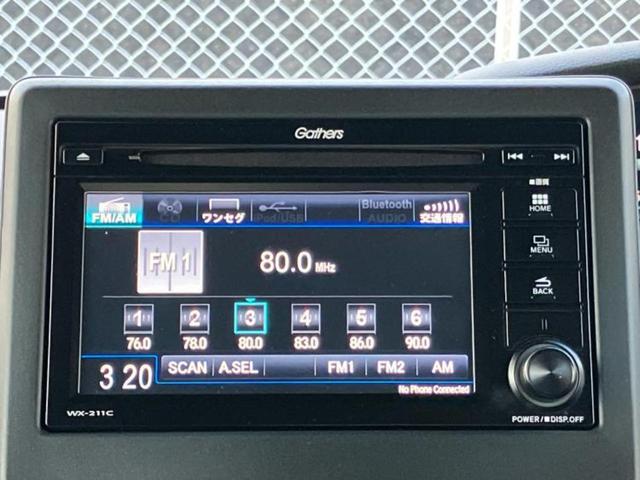 Gathers
■画面
HOME
MENU
BACK
FM/AM
CD
ワンセグ
iPod/USB
Bluetooth
AUDIO
交通情報
FM 1
80.0 MHz
1 2 3 4 5 6
76.0 78.0 80.0 83.0 86.0 90.0
3 20
SCAN A.SEL FM1 FM2 AM
No Phone Connected
WX-211C
POWER/■DISP.OFF